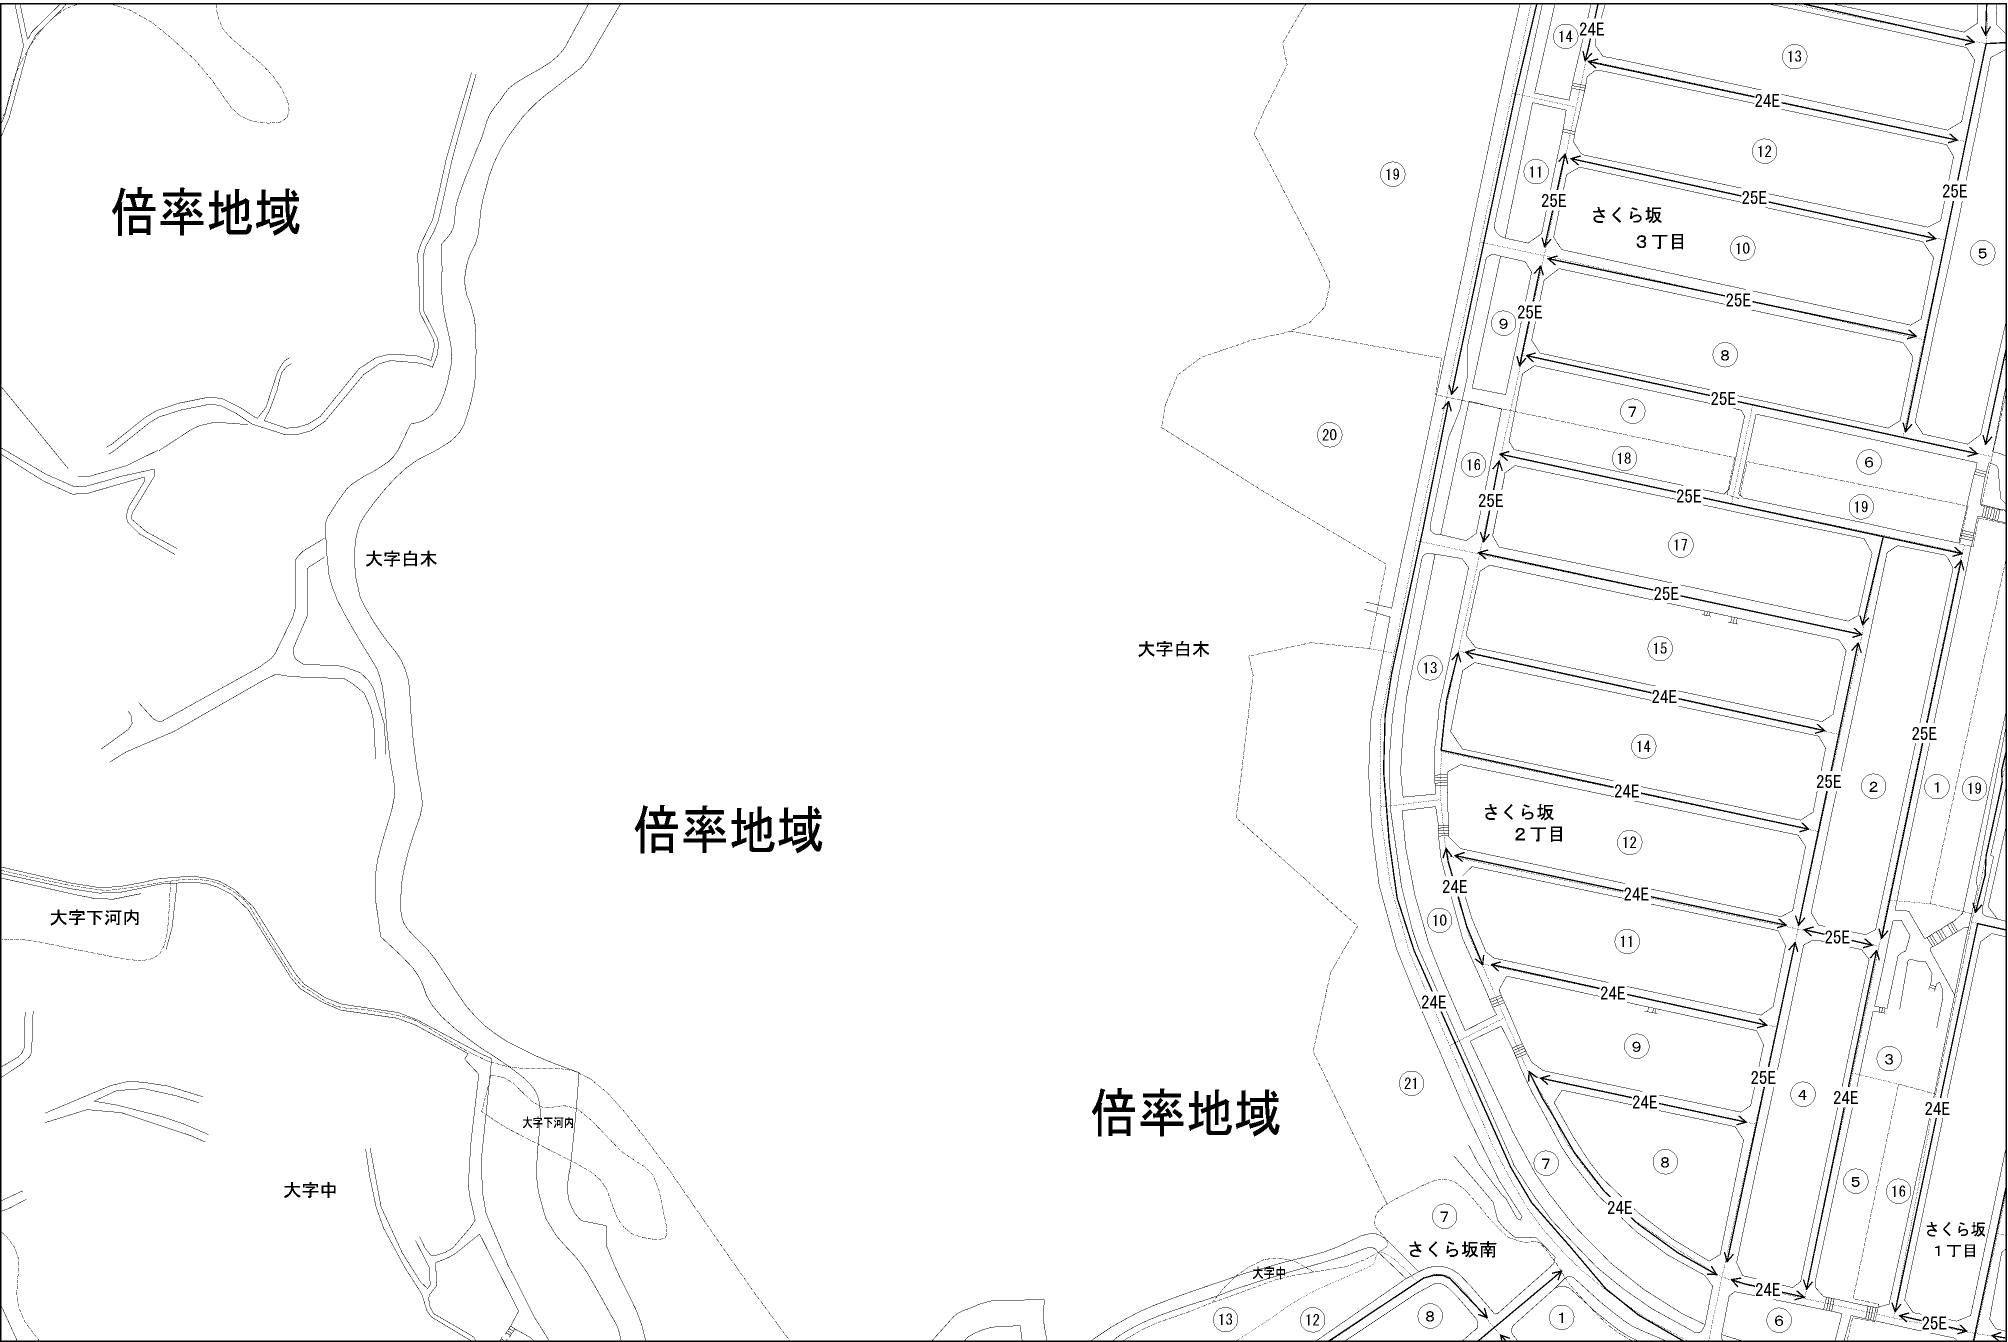 ⑭
24E
⑬
24E
⑫
倍率地域
⑲
⑪
25E
25E
25E
さくら坂
3丁目
⑩
⑤
25E
⑨
25E
⑧
25E
⑦
⑳
⑯
⑱
⑥
25E
25E
⑲
大字白木
⑰
25E
大字白木
⑬
⑮
24E
⑭
25E
25E
②
①
⑲
24E
倍率地域
さくら坂
2丁目
⑫
24E
24E
大字下河内
⑩
⑪
25E
24E
24E
⑨
③
25E
㉑
④
24E
24E
24E
倍率地域
大字下河内
⑦
⑧
大字中
⑤
⑯
24E
⑦
さくら坂南
さくら坂
1丁目
大字中
24E
⑬
⑫
⑧
①
⑥
25E